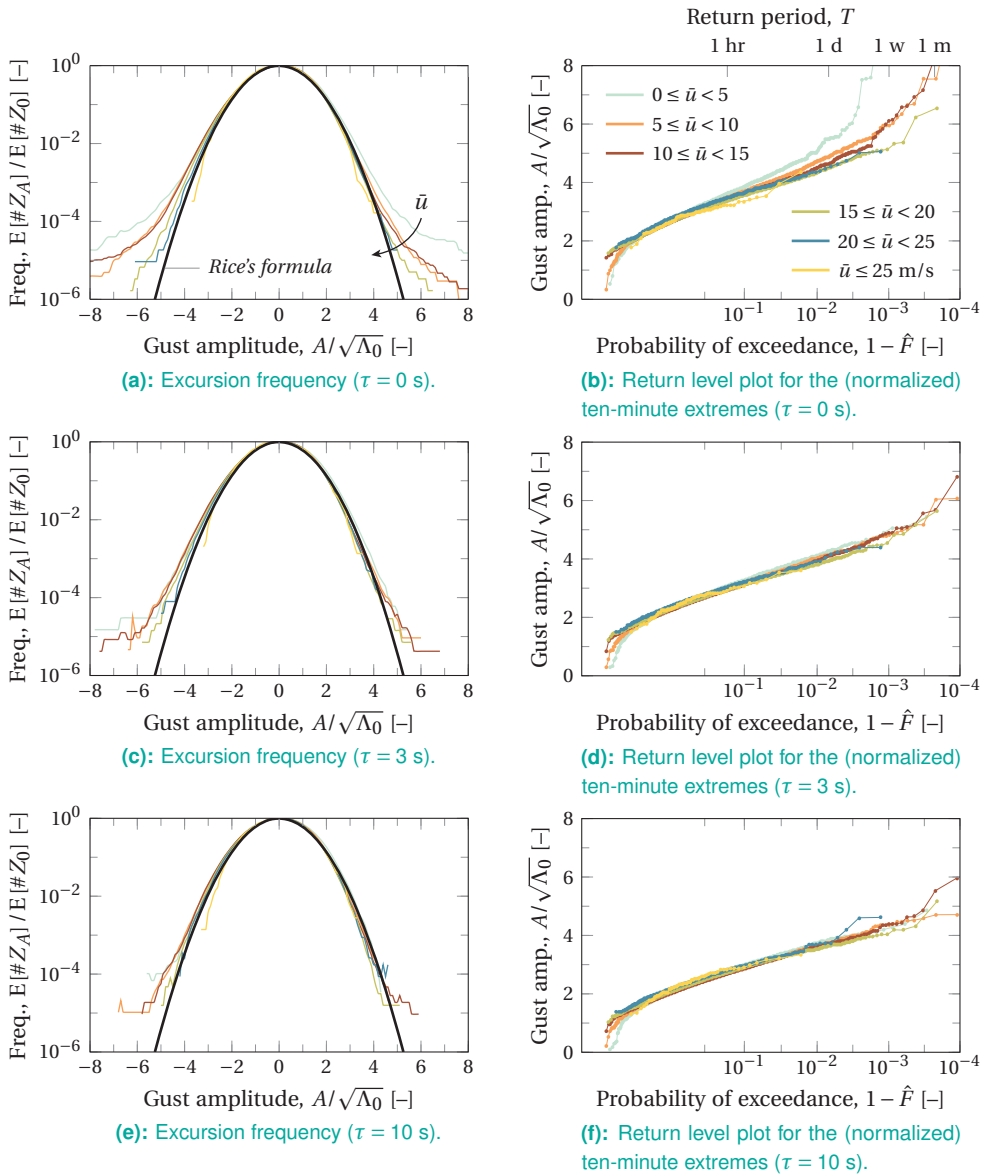 Return period, T
1 hr 1 d 1 w 1 m
Freq., E [#Z_A] / E [#Z_0] [–]
10^0
10^−2
10^−4
10^−6
ū
Rice's formula
−8 −6 −4 −2 0 2 4 6 8
Gust amplitude, A/√Λ_0 [–]
(a): Excursion frequency (τ = 0 s).
Gust amp., A/√Λ_0 [–]
8
6
4
2
0
0 ≤ ū < 5
5 ≤ ū < 10
10 ≤ ū < 15
15 ≤ ū < 20
20 ≤ ū < 25
ū ≤ 25 m/s
10^−1 10^−2 10^−3 10^−4
Probability of exceedance, 1 − F̂ [–]
(b): Return level plot for the (normalized)
ten-minute extremes (τ = 0 s).
Freq., E [#Z_A] / E [#Z_0] [–]
10^0
10^−2
10^−4
10^−6
−8 −6 −4 −2 0 2 4 6 8
Gust amplitude, A/√Λ_0 [–]
(c): Excursion frequency (τ = 3 s).
Gust amp., A/√Λ_0 [–]
8
6
4
2
0
10^−1 10^−2 10^−3 10^−4
Probability of exceedance, 1 − F̂ [–]
(d): Return level plot for the (normalized)
ten-minute extremes (τ = 3 s).
Freq., E [#Z_A] / E [#Z_0] [–]
10^0
10^−2
10^−4
10^−6
−8 −6 −4 −2 0 2 4 6 8
Gust amplitude, A/√Λ_0 [–]
(e): Excursion frequency (τ = 10 s).
Gust amp., A/√Λ_0 [–]
8
6
4
2
0
10^−1 10^−2 10^−3 10^−4
Probability of exceedance, 1 − F̂ [–]
(f): Return level plot for the (normalized)
ten-minute extremes (τ = 10 s).